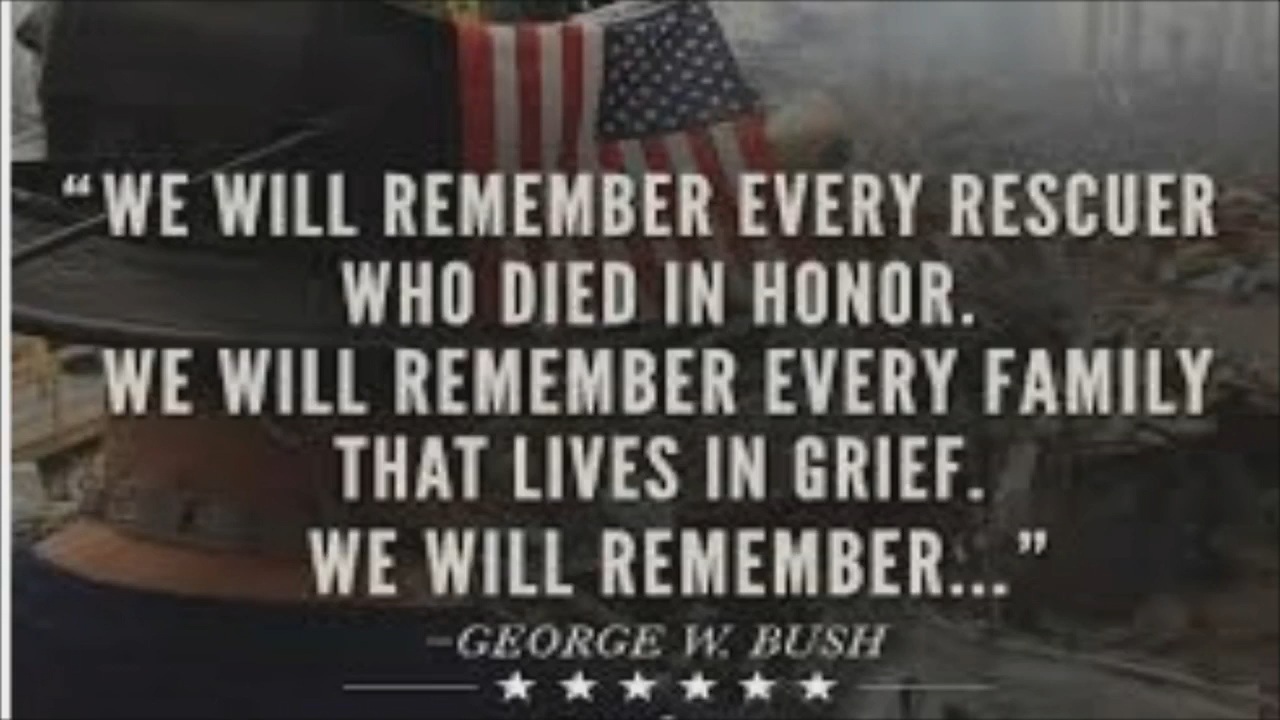 “WE WILL REMEMBER EVERY RESCUER
WHO DIED IN HONOR.
WE WILL REMEMBER EVERY FAMILY
THAT LIVES IN GRIEF.
WE WILL REMEMBER...”
–GEORGE W. BUSH